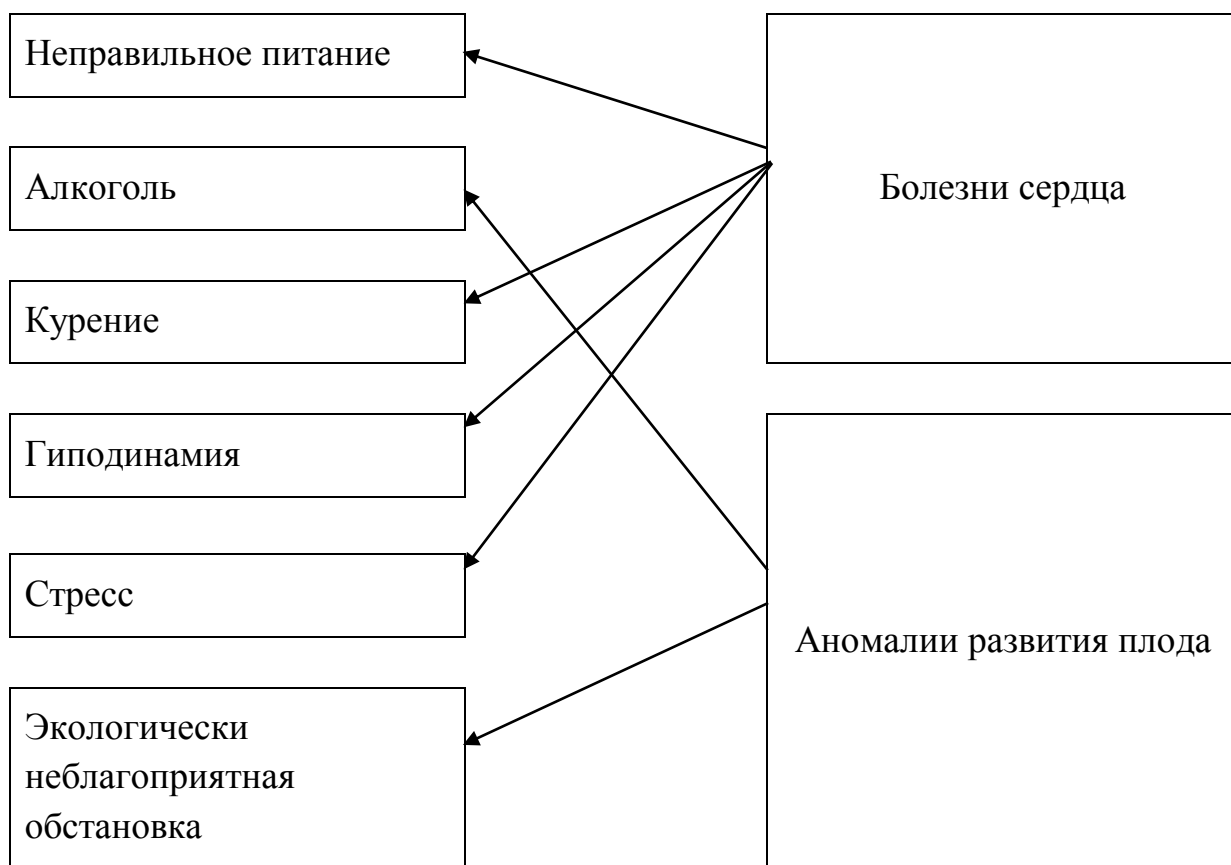 Неправильное питание
Алкоголь
Курение
Гиподинамия
Стресс
Экологически
неблагоприятная
обстановка
Болезни сердца
Аномалии развития плода